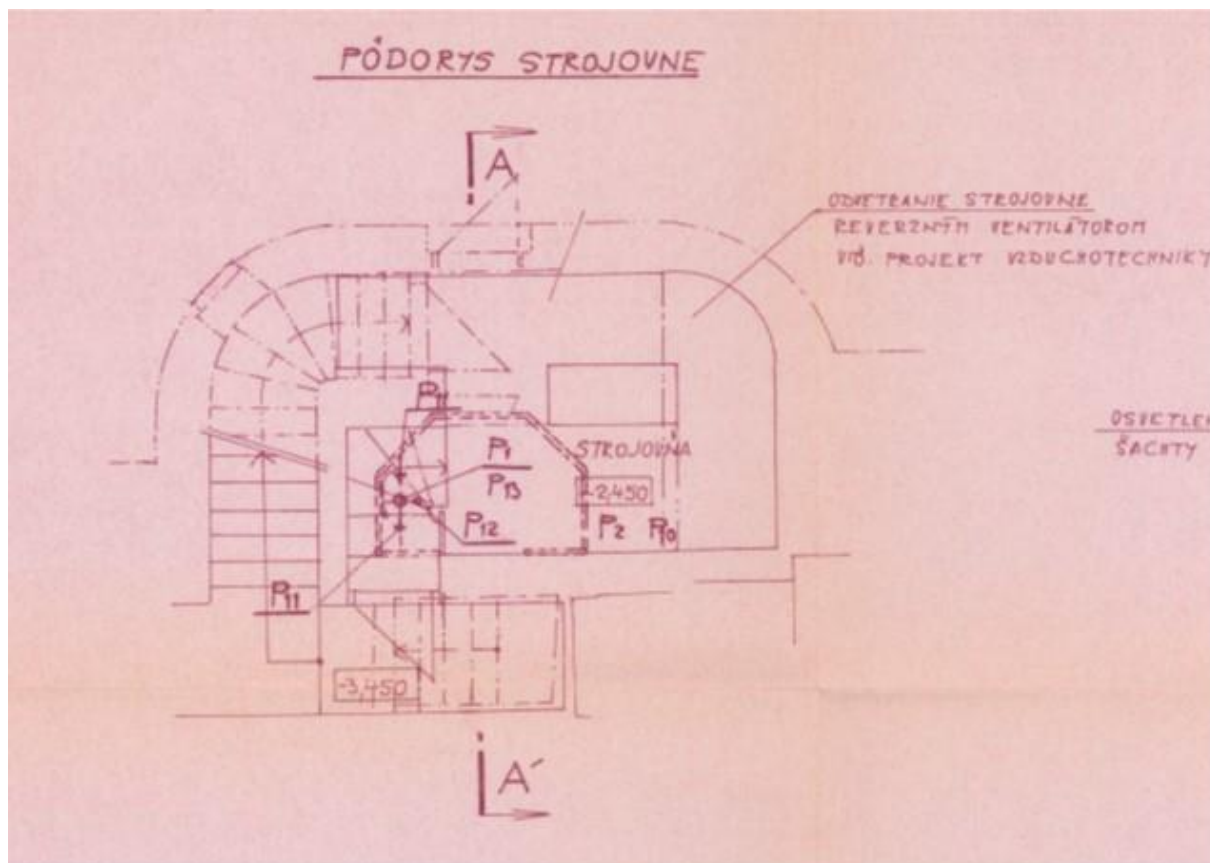 PÔDORYS STROJOVNE
A
ODVETRANIE STROJOVNE
REVERZNÝM VENTILÁTOROM
VIĎ. PROJEKT VZDUCHOTECHNIKY
OSVETLEN
ŠACHTY
P1
P13
STROJOVŇA
-2,450
P12
P2 P10
P11
-3,450
A´